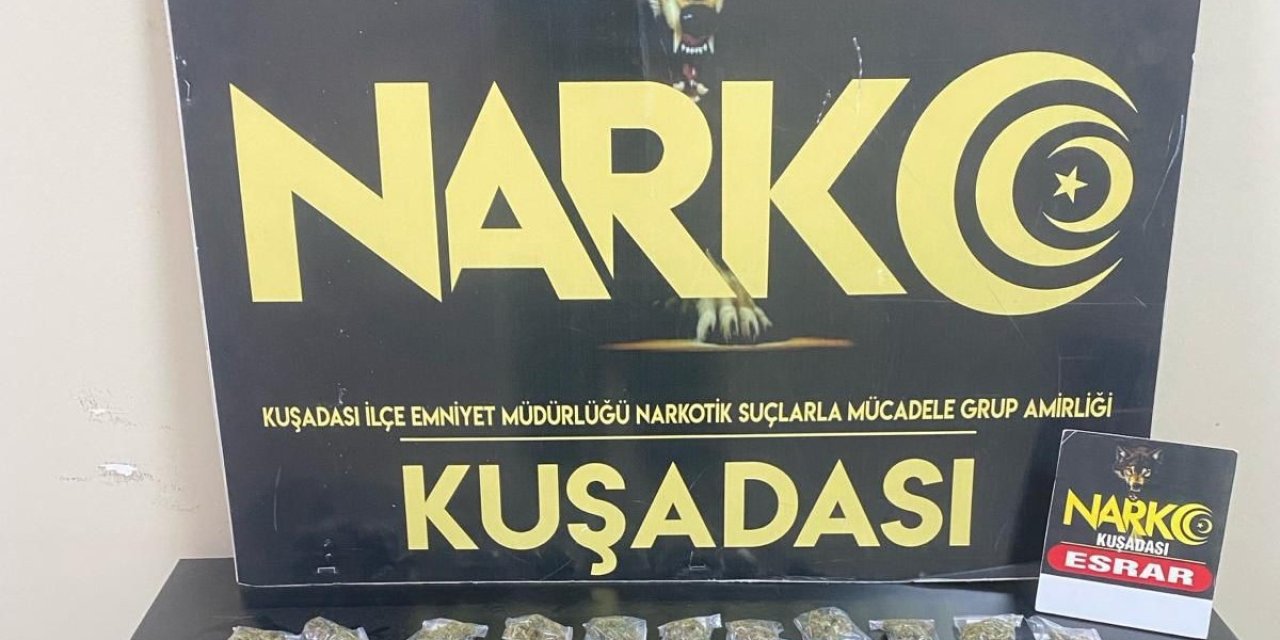 NARKO
KUŞADASI İLÇE EMNİYET MÜDÜRLÜĞÜ NARKOTİK SUÇLARLA MÜCADELE GRUP AMİRLİĞİ
KUŞADASI
NARKO
KUŞADASI
ESRAR